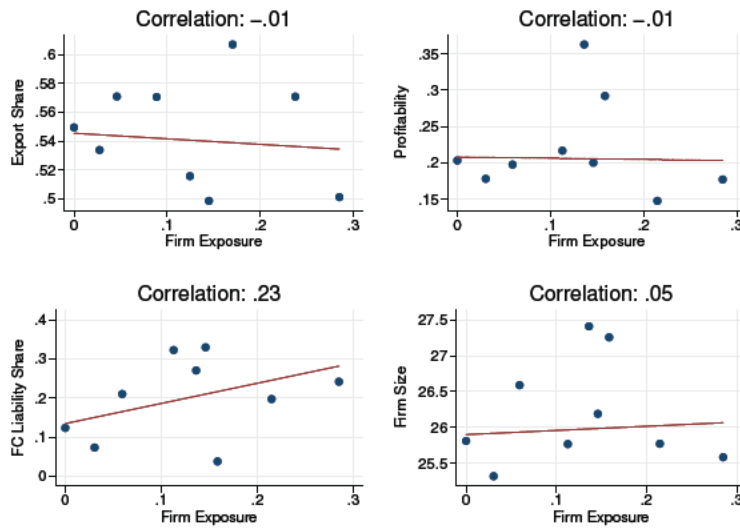 Correlation: −.01
Export Share
.6
.58
.56
.54
.52
.5
0 .1 .2 .3
Firm Exposure
Correlation: −.01
Profitability
.35
.3
.25
.2
.15
0 .1 .2 .3
Firm Exposure
Correlation: .23
FC Liability Share
.4
.3
.2
.1
0
0 .1 .2 .3
Firm Exposure
Correlation: .05
Firm Size
27.5
27
26.5
26
25.5
0 .1 .2 .3
Firm Exposure